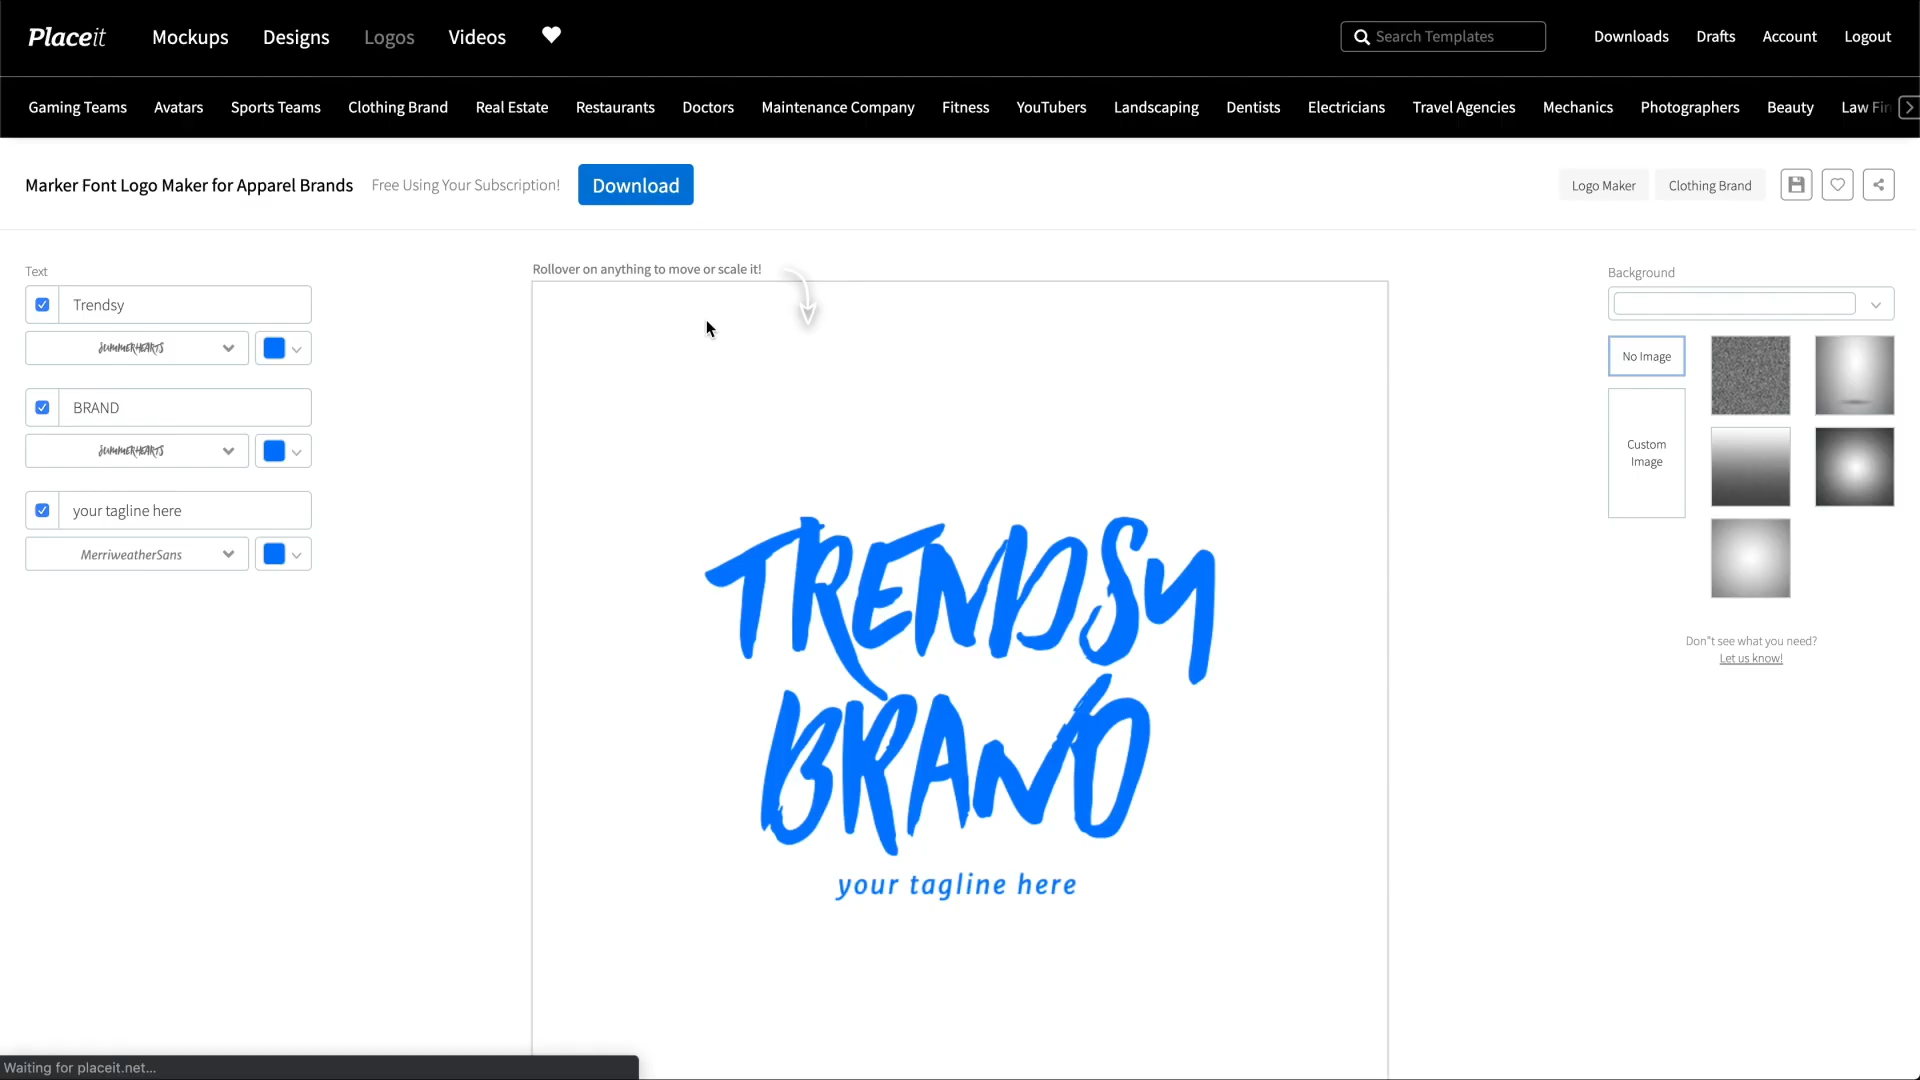 Placeit Mockups Designs Logos Videos Search Templates Downloads Drafts Account Logout
Gaming Teams Avatars Sports Teams Clothing Brand Real Estate Restaurants Doctors Maintenance Company Fitness YouTubers Landscaping Dentists Electricians Travel Agencies Mechanics Photographers Beauty Law
Marker Font Logo Maker for Apparel Brands Free Using Your Subscription! Download Logo Maker Clothing Brand
Text
Trendsy
SUMMERHEARTS
BRAND
SUMMERHEARTS
your tagline here
MerriweatherSans
Rollover on anything to move or scale it!
TRENDSY
BRAND
your tagline here
Background
No Image
Custom
Image
Don"t see what you need?
Let us know!
Waiting for placeit.net...